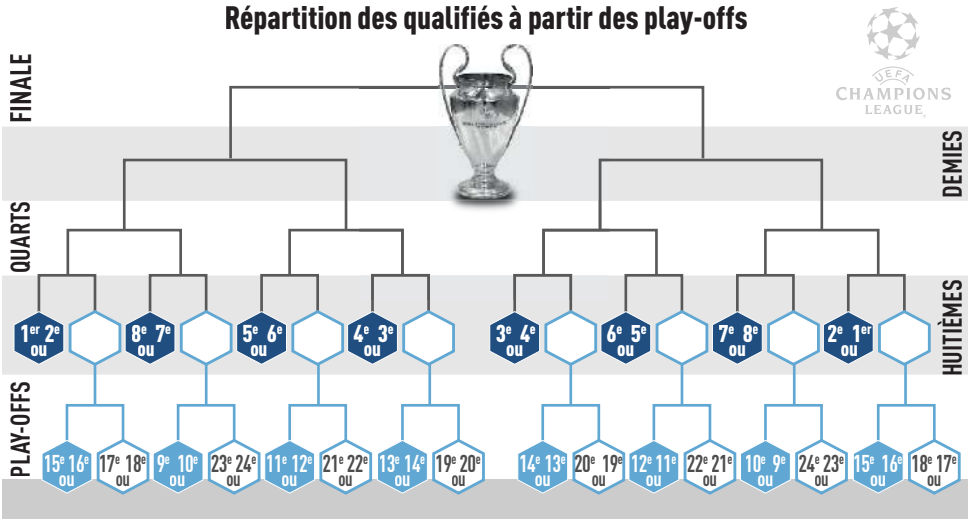 Répartition des qualifiés à partir des play-offs
UEFA
CHAMPIONS
LEAGUE
FINALE
DEMIES
QUARTS
HUITIÈMES
1er 2e
ou
8e 7e
ou
5e 6e
ou
4e 3e
ou
3e 4e
ou
6e 5e
ou
7e 8e
ou
2e 1er
ou
PLAY-OFFS
15e 16e
ou
17e 18e
ou
9e 10e
ou
23e 24e
ou
11e 12e
ou
21e 22e
ou
13e 14e
ou
19e 20e
ou
14e 13e
ou
20e 19e
ou
12e 11e
ou
22e 21e
ou
10e 9e
ou
24e 23e
ou
15e 16e
ou
18e 17e
ou